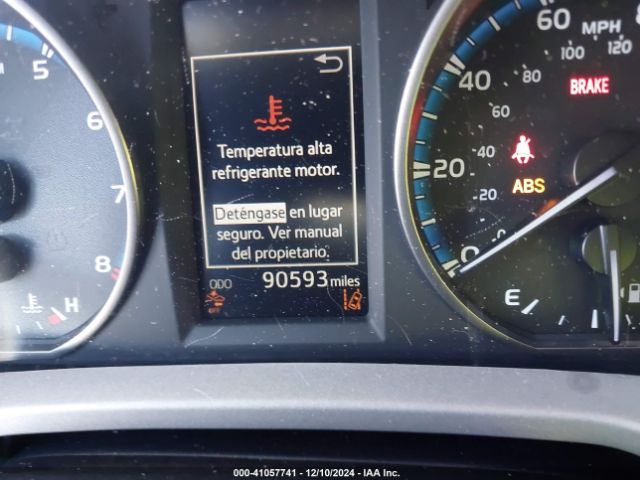 5
6
7
8
H
Temperatura alta
refrigerante motor.
Deténgase en lugar
seguro. Ver manual
del propietario.
ODO 90593 miles
OFF
60 MPH
100 120
80
40
60
40
20
20
0
0
BRAKE
ABS
E
000-41057741 - 12/10/2024 - IAA Inc.